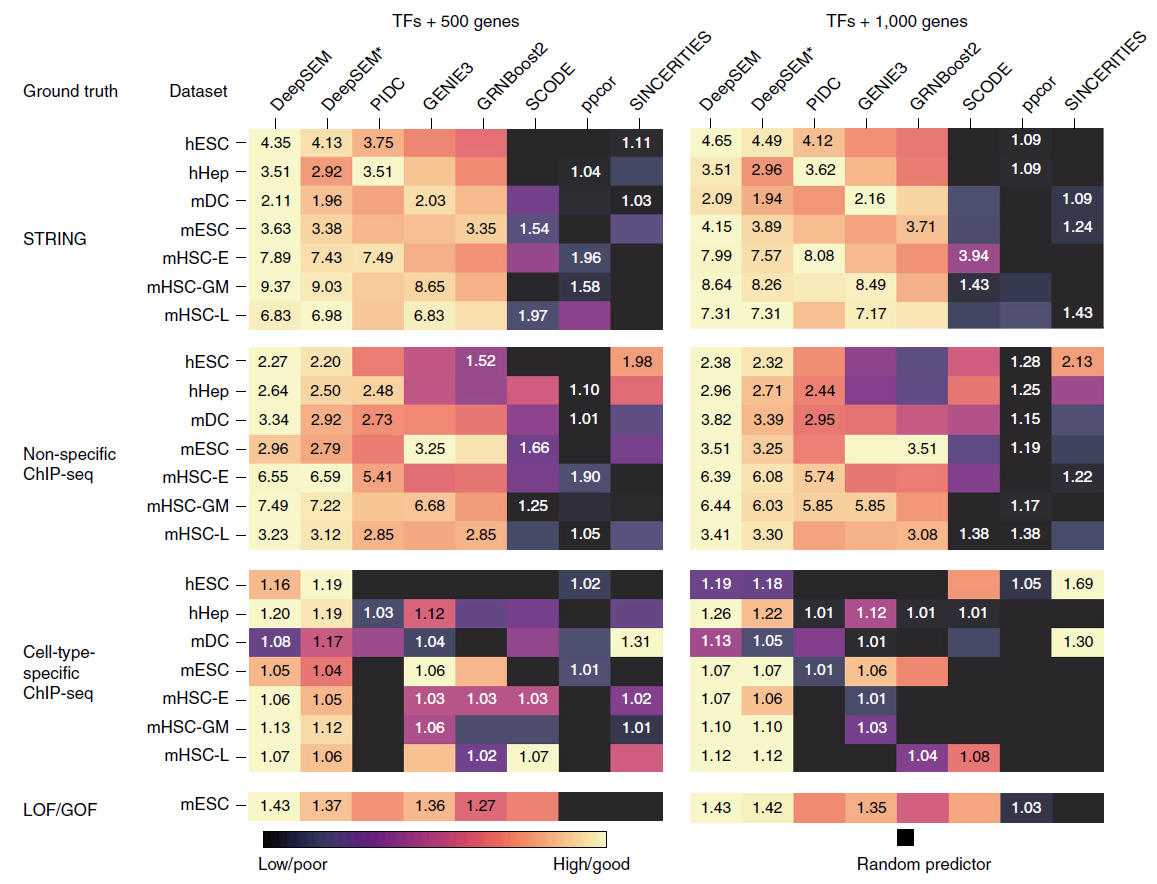 TFs + 500 genes TFs + 1,000 genes
Ground truth Dataset DeepSEM DeepSEM* PIDC GENIE3 GRNBoost2 SCODE ppcor SINCERITIES DeepSEM DeepSEM* PIDC GENIE3 GRNBoost2 SCODE ppcor SINCERITIES
STRING
hESC 4.35 4.13 3.75 1.11 4.65 4.49 4.12 1.09
hHep 3.51 2.92 3.51 1.04 3.51 2.96 3.62 1.09
mDC 2.11 1.96 2.03 1.03 2.09 1.94 2.16 1.09
mESC 3.63 3.38 3.35 1.54 4.15 3.89 3.71 1.24
mHSC-E 7.89 7.43 7.49 1.96 7.99 7.57 8.08 3.94
mHSC-GM 9.37 9.03 8.65 1.58 8.64 8.26 8.49 1.43
mHSC-L 6.83 6.98 6.83 1.97 7.31 7.31 7.17 1.43
Non-specific
ChIP-seq
hESC 2.27 2.20 1.52 1.98 2.38 2.32 1.28 2.13
hHep 2.64 2.50 2.48 1.10 2.96 2.71 2.44 1.25
mDC 3.34 2.92 2.73 1.01 3.82 3.39 2.95 1.15
mESC 2.96 2.79 3.25 1.66 3.51 3.25 3.51 1.19
mHSC-E 6.55 6.59 5.41 1.90 6.39 6.08 5.74 1.22
mHSC-GM 7.49 7.22 6.68 1.25 6.44 6.03 5.85 5.85 1.17
mHSC-L 3.23 3.12 2.85 2.85 1.05 3.41 3.30 3.08 1.38 1.38
Cell-type-
specific
ChIP-seq
hESC 1.16 1.19 1.02 1.19 1.18 1.05 1.69
hHep 1.20 1.19 1.03 1.12 1.26 1.22 1.01 1.12 1.01 1.01
mDC 1.08 1.17 1.04 1.31 1.13 1.05 1.01 1.30
mESC 1.05 1.04 1.06 1.01 1.07 1.07 1.01 1.06
mHSC-E 1.06 1.05 1.03 1.03 1.03 1.02 1.07 1.06 1.01
mHSC-GM 1.13 1.12 1.06 1.01 1.10 1.10 1.03
mHSC-L 1.07 1.06 1.02 1.07 1.12 1.12 1.04 1.08
LOF/GOF
mESC 1.43 1.37 1.36 1.27 1.43 1.42 1.35 1.03
Low/poor High/good Random predictor